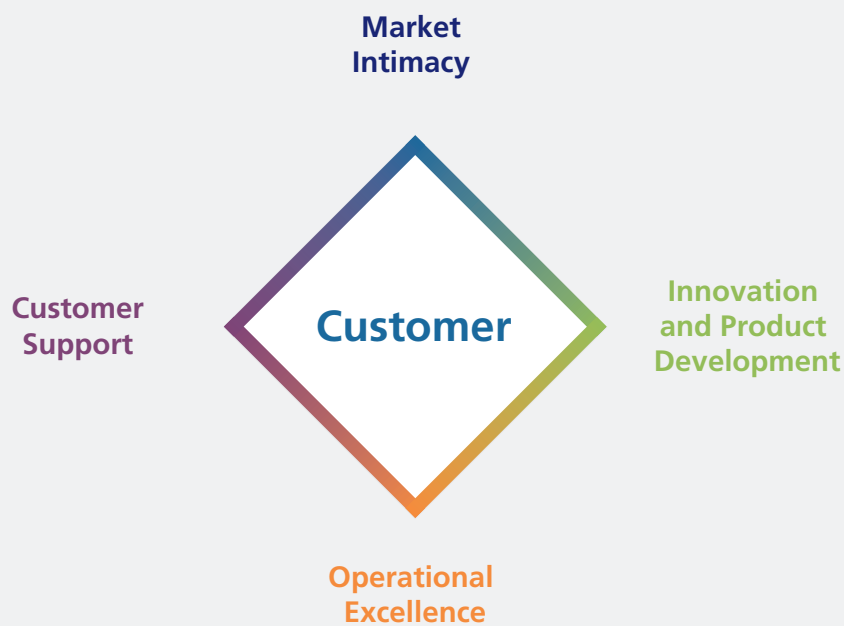 Market
Intimacy
Customer
Support
Customer
Innovation
and Product
Development
Operational
Excellence